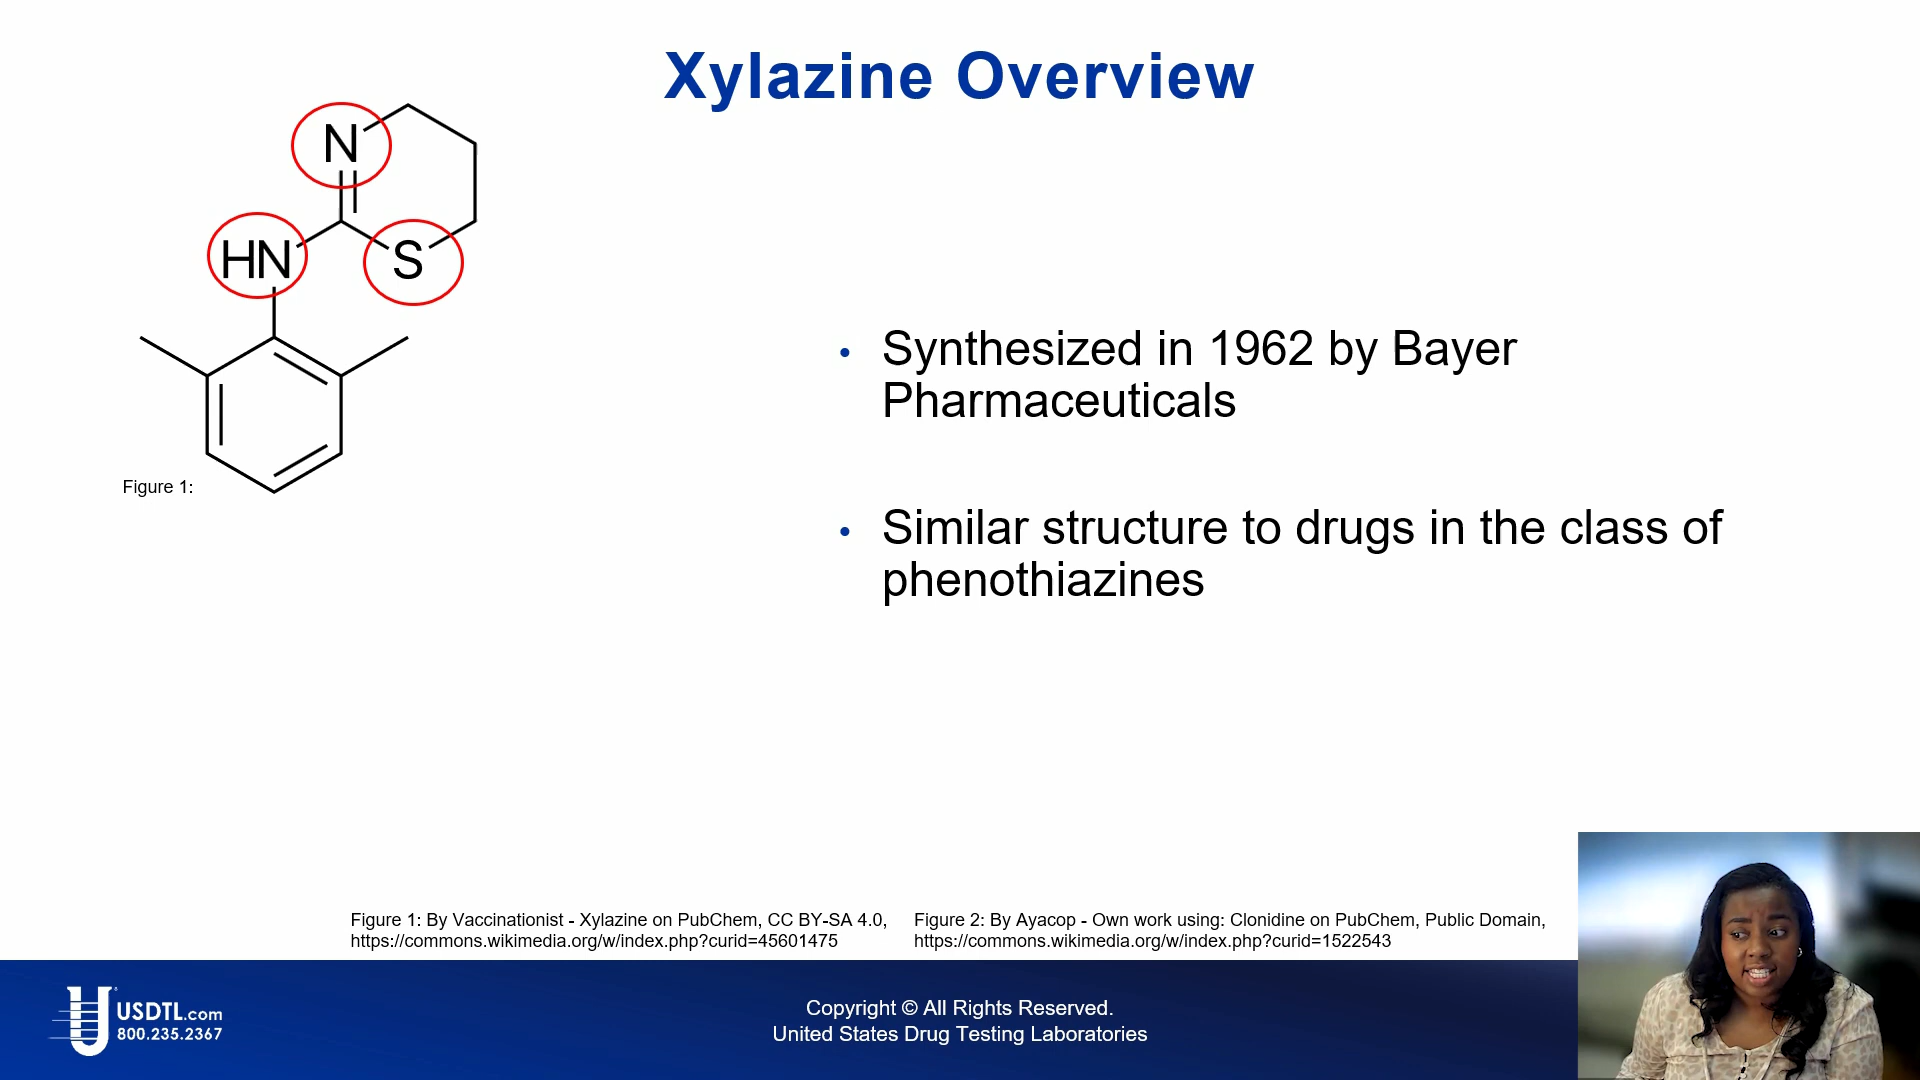 Xylazine Overview
N
HN
S
Figure 1:
• Synthesized in 1962 by Bayer
Pharmaceuticals
• Similar structure to drugs in the class of
phenothiazines
Figure 1: By Vaccinationist - Xylazine on PubChem, CC BY-SA 4.0,
https://commons.wikimedia.org/w/index.php?curid=45601475
Figure 2: By Ayacop - Own work using: Clonidine on PubChem, Public Domain,
https://commons.wikimedia.org/w/index.php?curid=1522543
USDTL.com
800.235.2367
Copyright © All Rights Reserved.
United States Drug Testing Laboratories